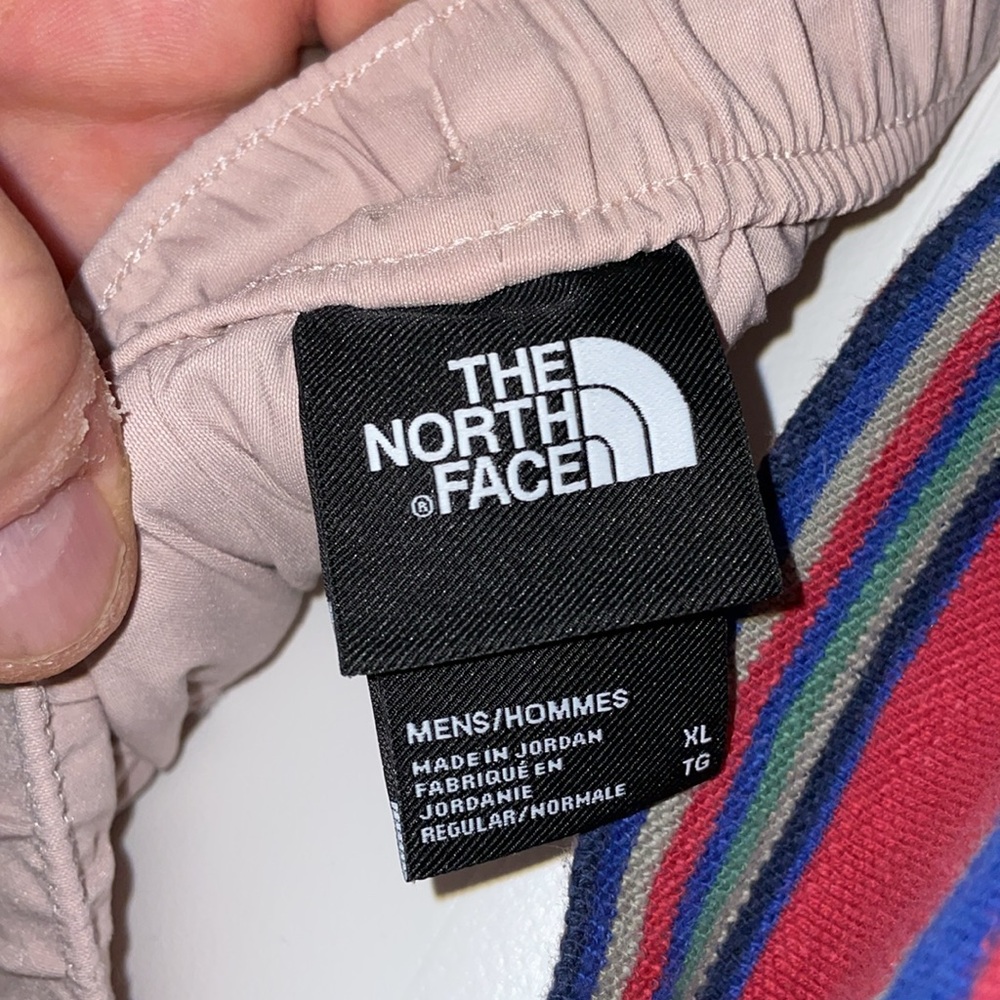 THE
NORTH
FACE
®
MENS/HOMMES
MADE IN JORDAN
FABRIQUÉ EN
JORDANIE
REGULAR/NORMALE
XL
TG